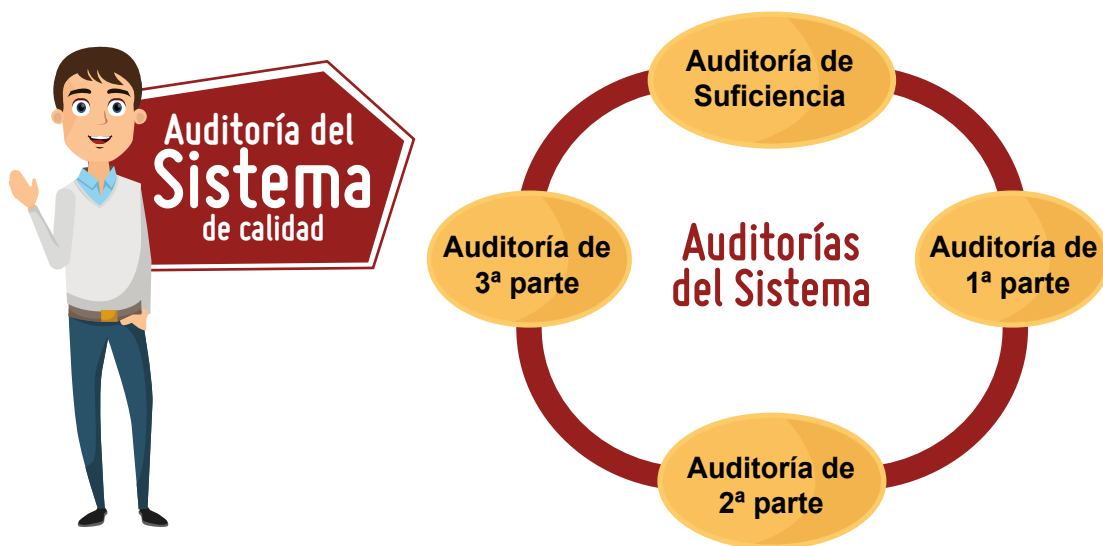 Auditoría del
Sistema
de calidad
Auditoría de
Suficiencia
Auditoría de
3ª parte
Auditorías
del Sistema
Auditoría de
1ª parte
Auditoría de
2ª parte